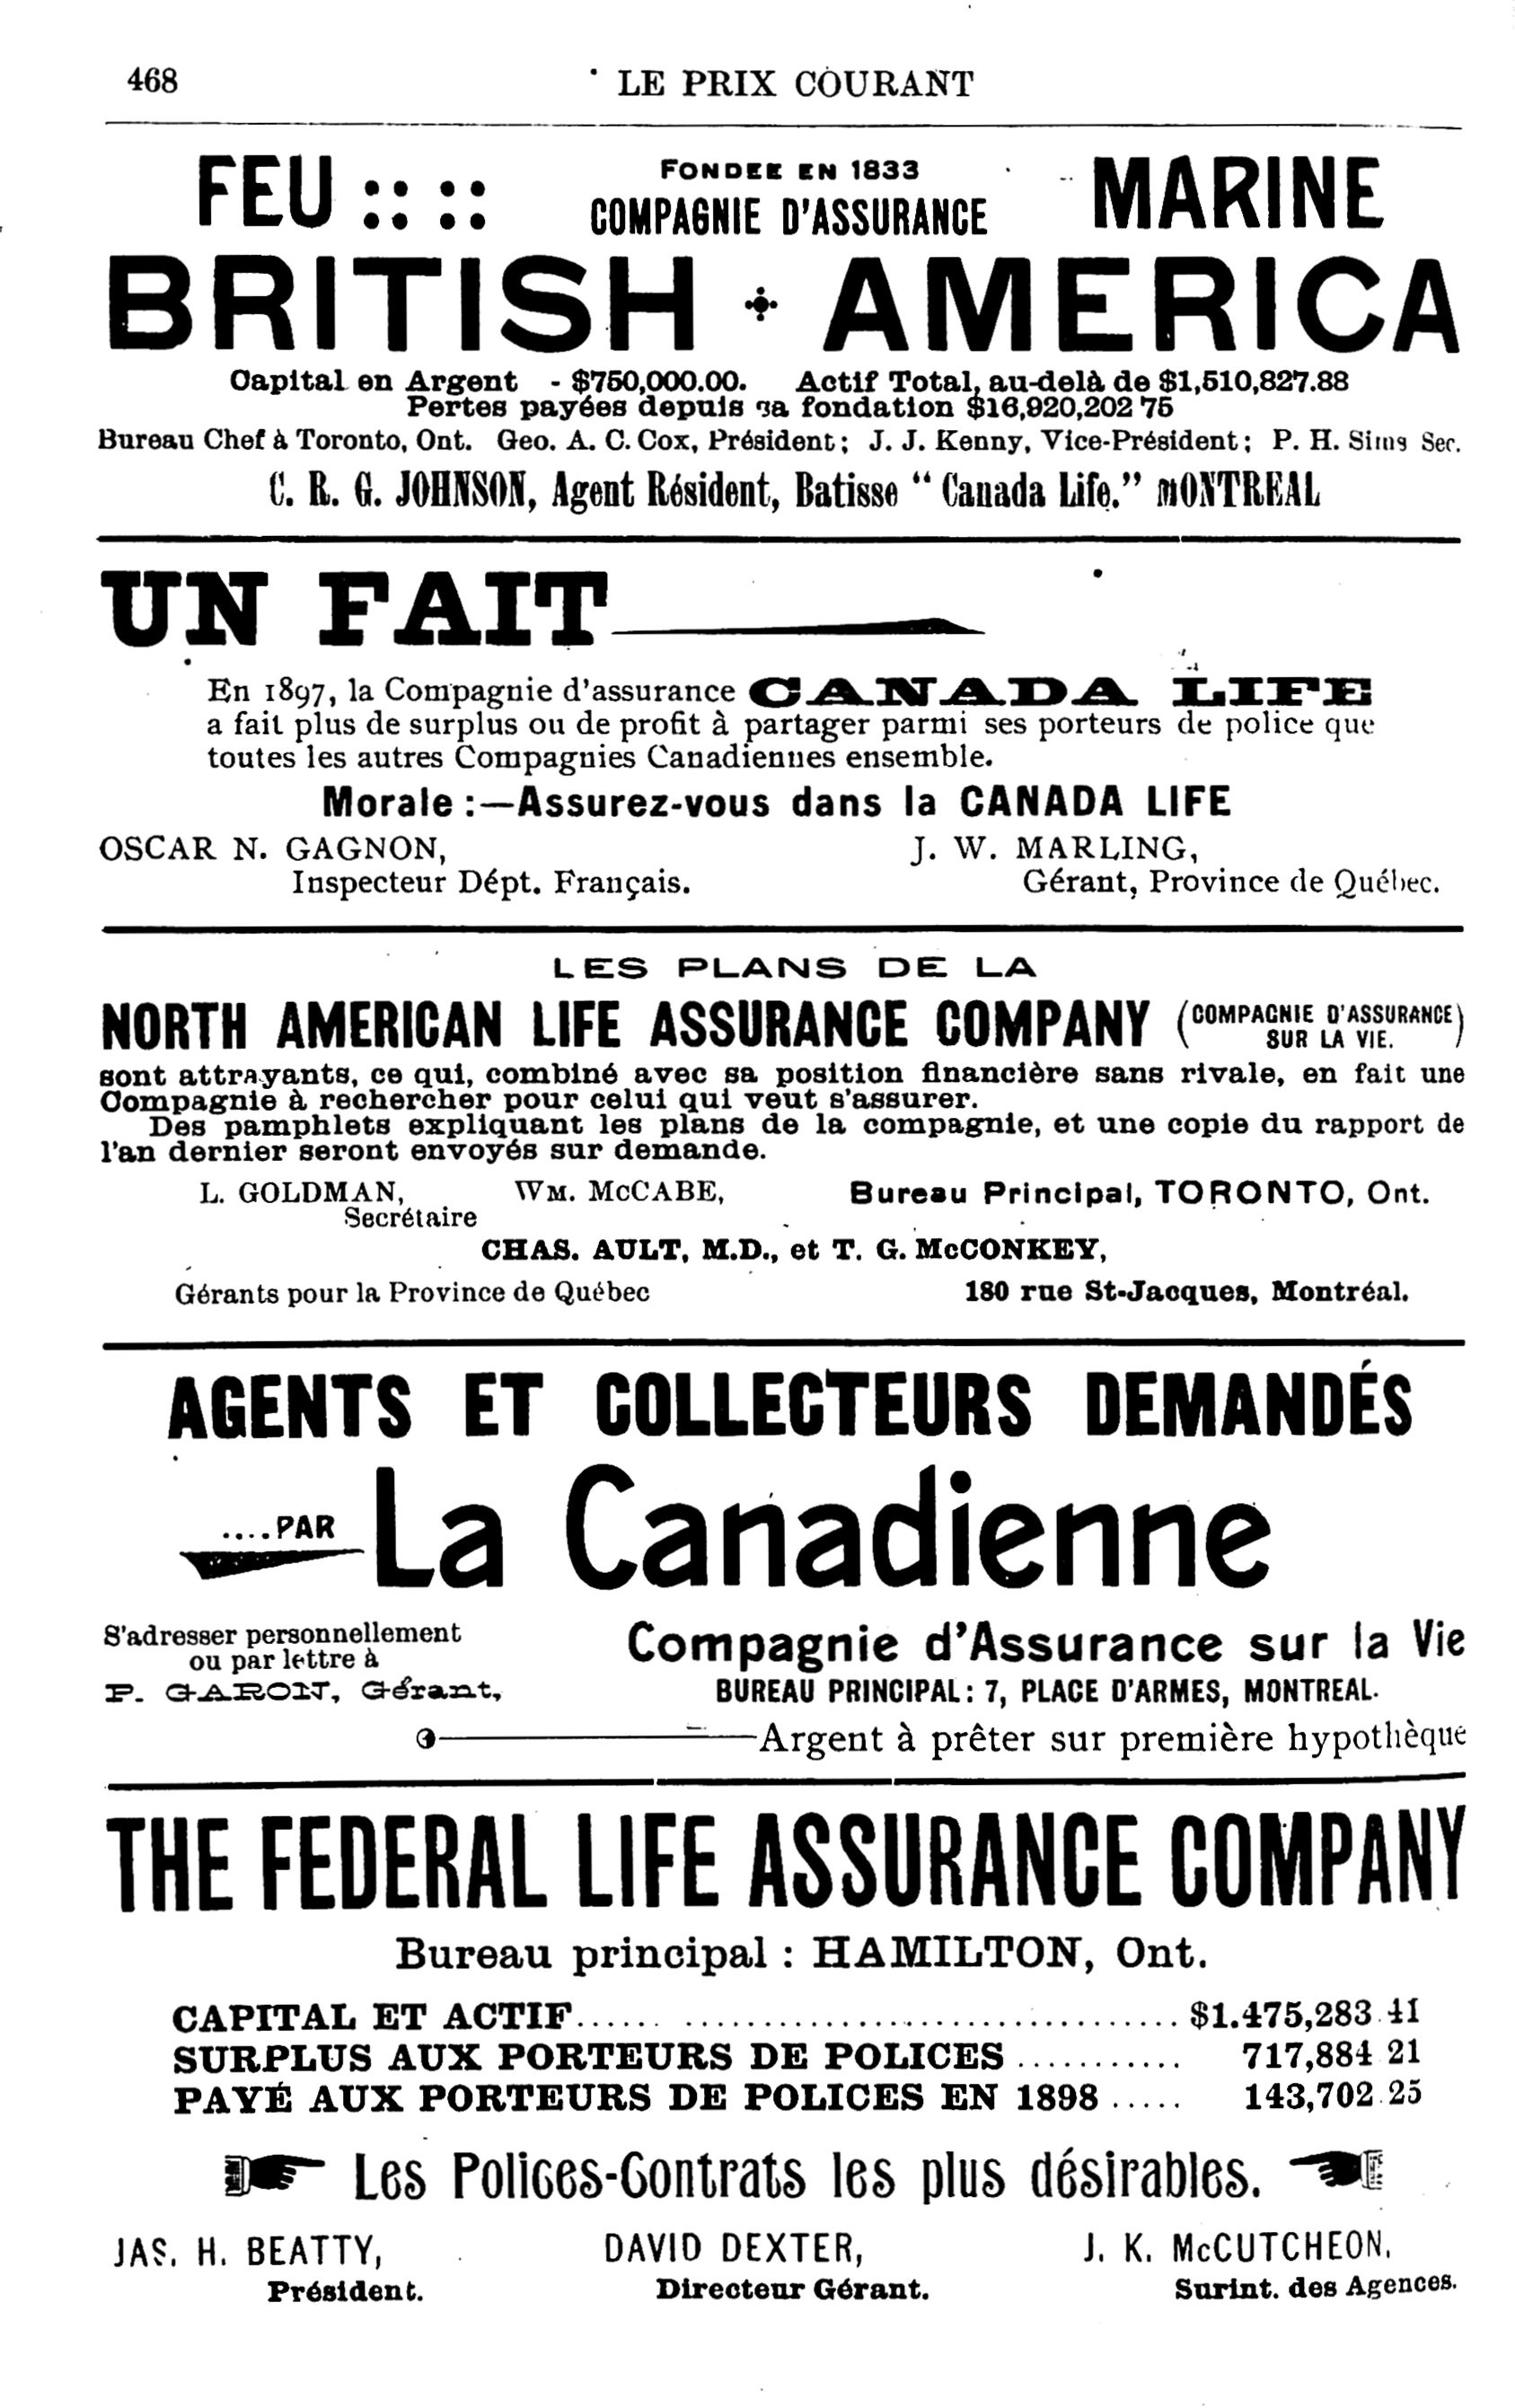 468
LE PRIX COURANT
FEU :: ::
FONDEE EN 1833
COMPAGNIE D'ASSURANCE
MARINE
BRITISH AMERICA
Capital en Argent - $750,000.00. Actif Total, au-delà de $1,510,827.88
Pertes payées depuis sa fondation $16,920,202 75
Bureau Chef à Toronto, Ont. Geo. A. C. Cox, Président; J. J. Kenny, Vice-Président; P. H. Sims Sec.
C. R. G. JOHNSON, Agent Résident, Batisse "Canada Life." MONTREAL
UN FAIT
En 1897, la Compagnie d'assurance CANADA LIFE
a fait plus de surplus ou de profit à partager parmi ses porteurs de police que
toutes les autres Compagnies Canadiennes ensemble.
Morale :—Assurez-vous dans la CANADA LIFE
OSCAR N. GAGNON,
Inspecteur Dépt. Français.
J. W. MARLING,
Gérant, Province de Québec.
LES PLANS DE LA
NORTH AMERICAN LIFE ASSURANCE COMPANY (COMPAGNIE D'ASSURANCE
SUR LA VIE.)
sont attrayants, ce qui, combiné avec sa position financière sans rivale, en fait une
Compagnie à rechercher pour celui qui veut s'assurer.
Des pamphlets expliquant les plans de la compagnie, et une copie du rapport de
l'an dernier seront envoyés sur demande.
L. GOLDMAN, WM. McCABE, Bureau Principal, TORONTO, Ont.
Secrétaire
CHAS. AULT, M.D., et T. G. McCONKEY,
Gérants pour la Province de Québec 180 rue St-Jacques, Montréal.
AGENTS ET COLLECTEURS DEMANDÉS
....PAR La Canadienne
S'adresser personnellement
ou par lettre à
P. GARON, Gérant,
Compagnie d'Assurance sur la Vie
BUREAU PRINCIPAL: 7, PLACE D'ARMES, MONTREAL.
Argent à prêter sur première hypothèque
THE FEDERAL LIFE ASSURANCE COMPANY
Bureau principal : HAMILTON, Ont.
CAPITAL ET ACTIF...... ................................ $1.475,283 41
SURPLUS AUX PORTEURS DE POLICES ........... 717,884 21
PAYÉ AUX PORTEURS DE POLICES EN 1898 ..... 143,702 25
Les Polices-Contrats les plus désirables.
JAS. H. BEATTY,
Président.
DAVID DEXTER,
Directeur Gérant.
J. K. McCUTCHEON,
Surint. des Agences.